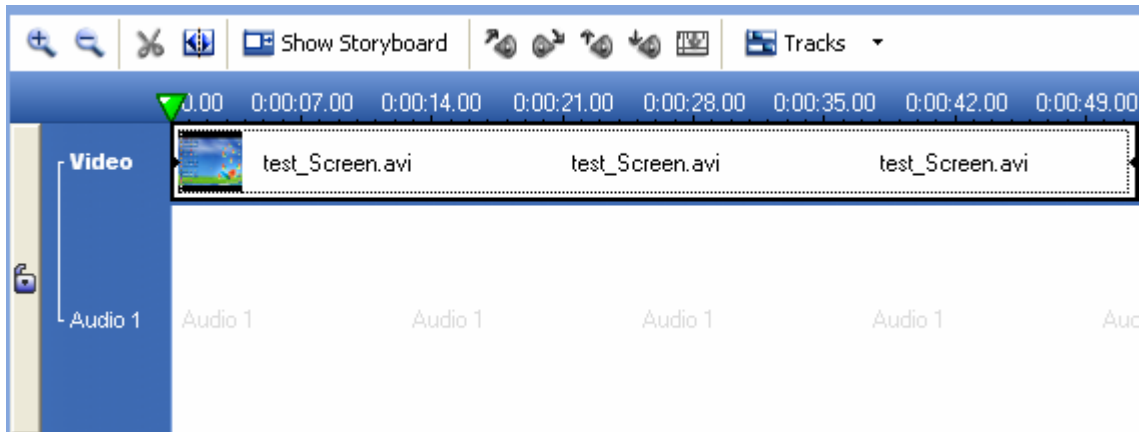 Show Storyboard Tracks
0.00 0:00:07.00 0:00:14.00 0:00:21.00 0:00:28.00 0:00:35.00 0:00:42.00 0:00:49.00
Video test_Screen.avi test_Screen.avi test_Screen.avi
Audio 1 Audio 1 Audio 1 Audio 1 Audio 1